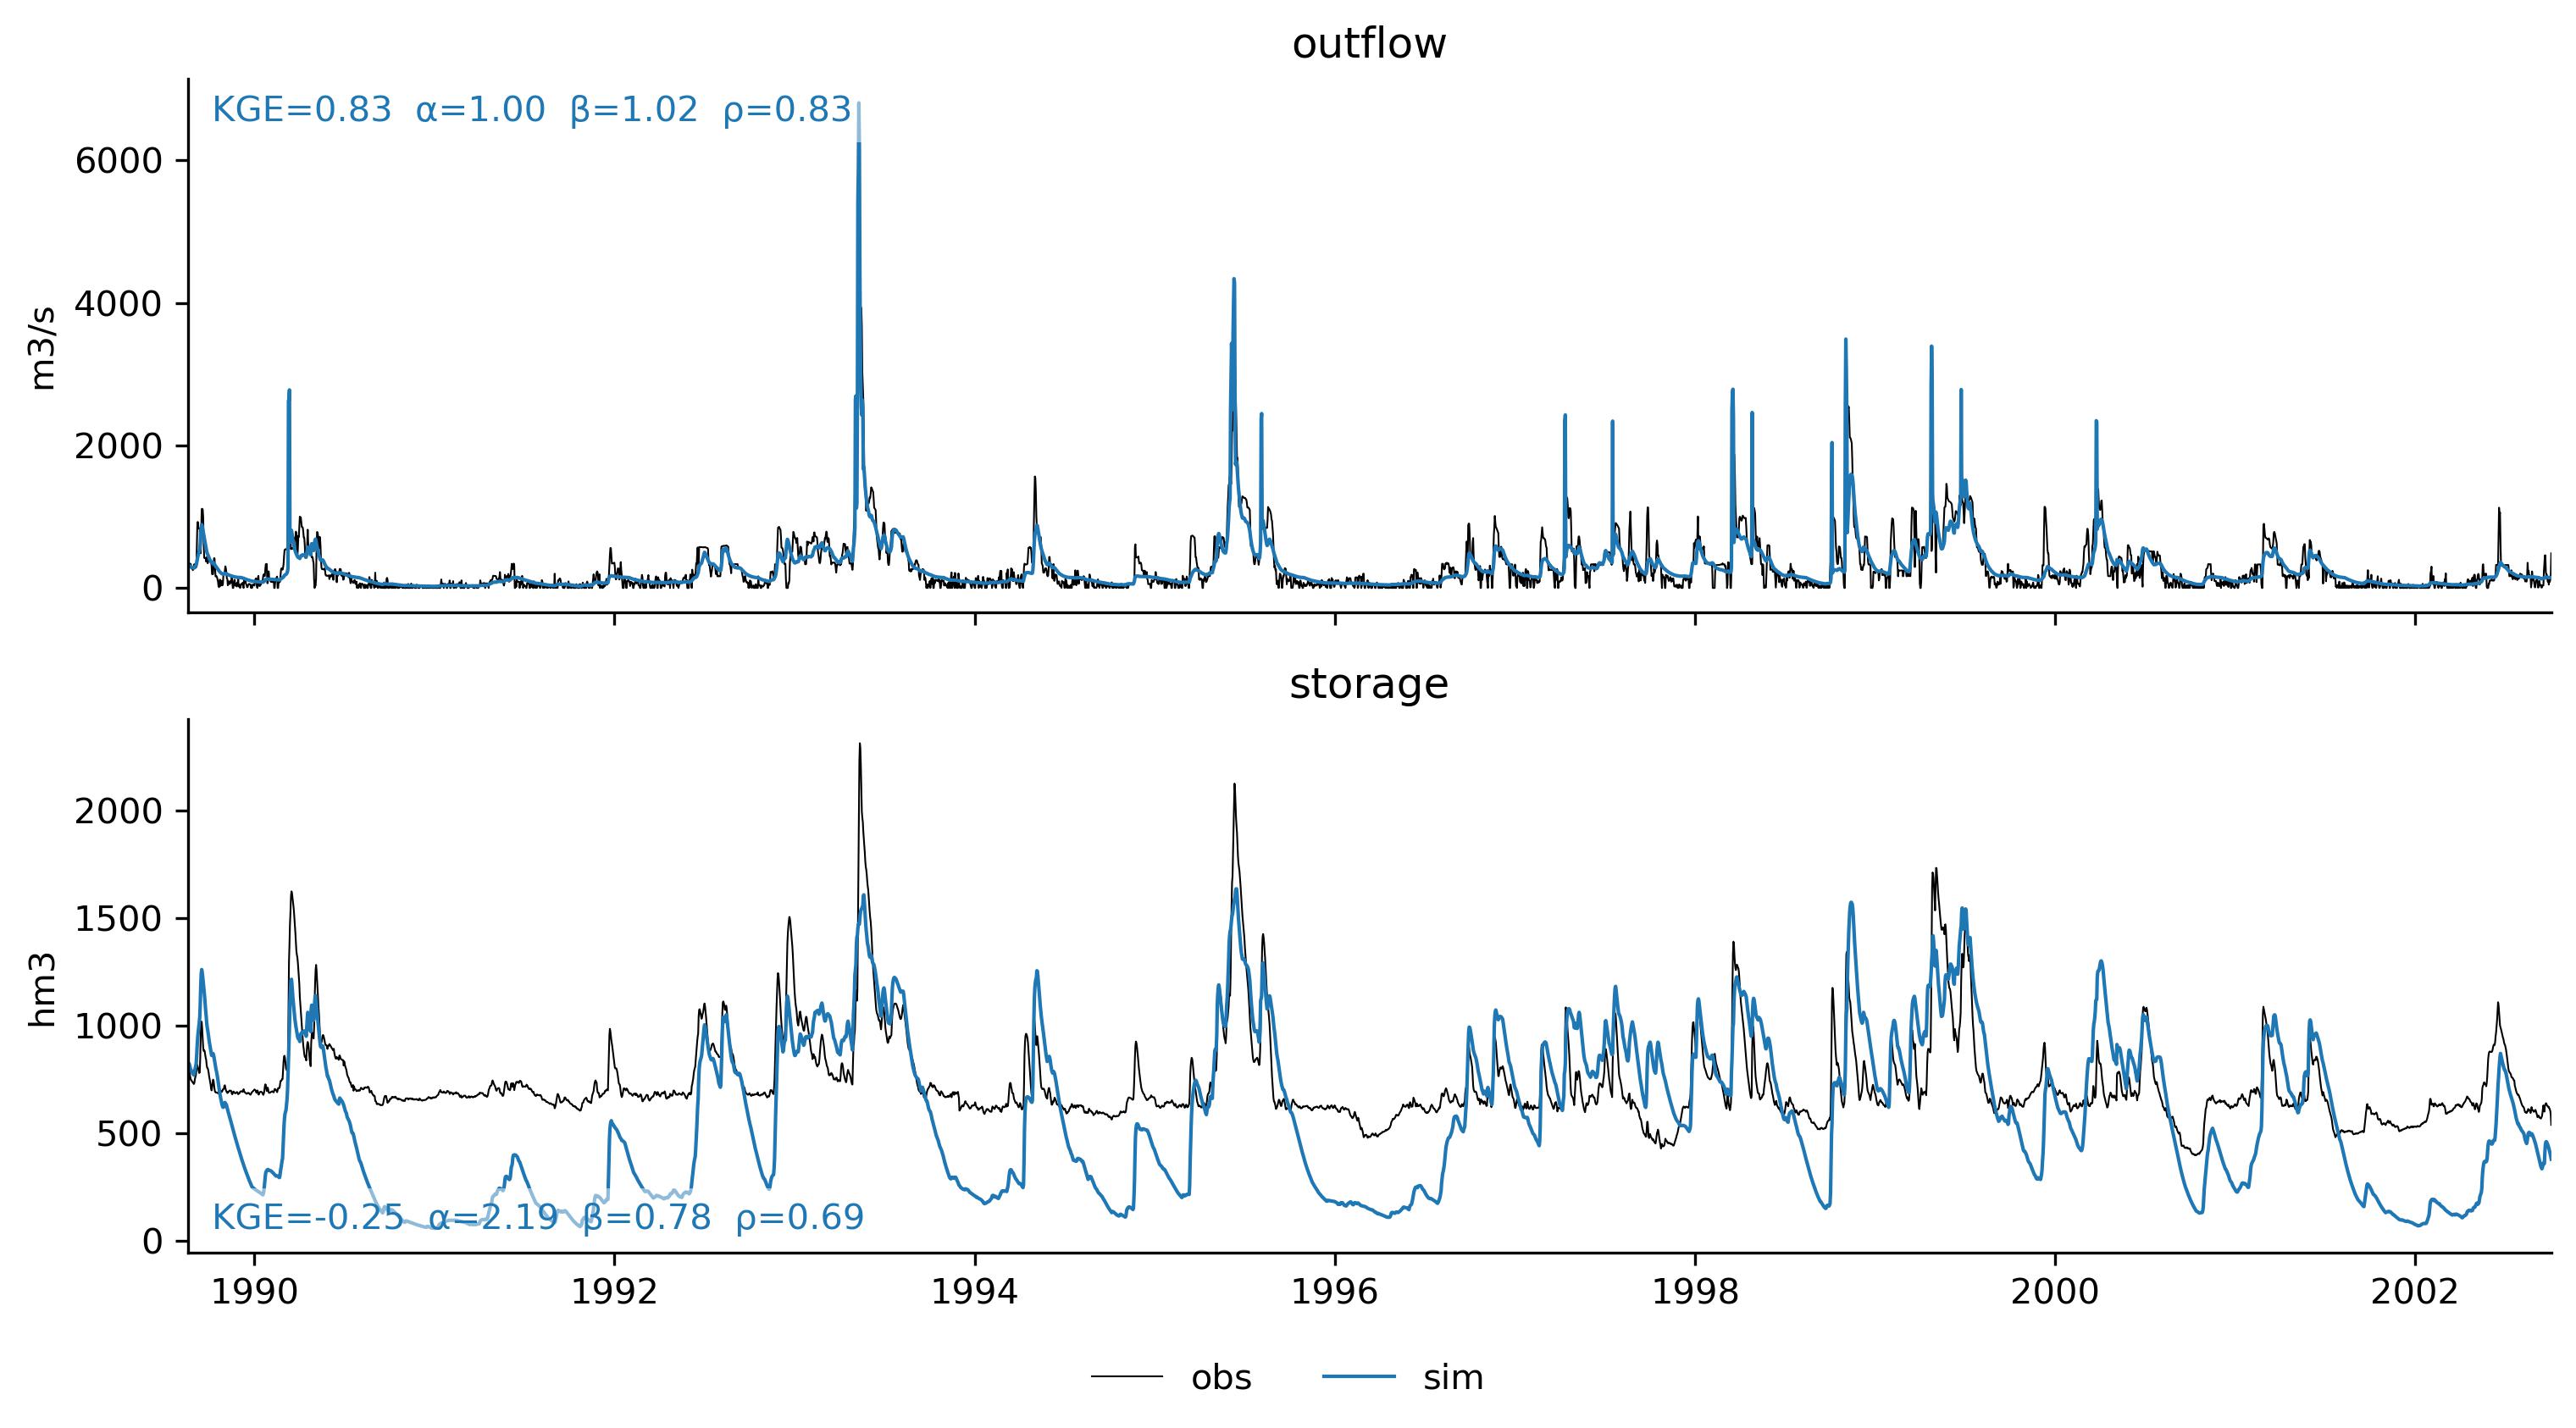 outflow
KGE=0.83 α=1.00 β=1.02 ρ=0.83
6000
4000
2000
0
m3/s
storage
2000
1500
1000
500
0
hm3
KGE=-0.25 α=2.19 β=0.78 ρ=0.69
1990 1992 1994 1996 1998 2000 2002
obs sim